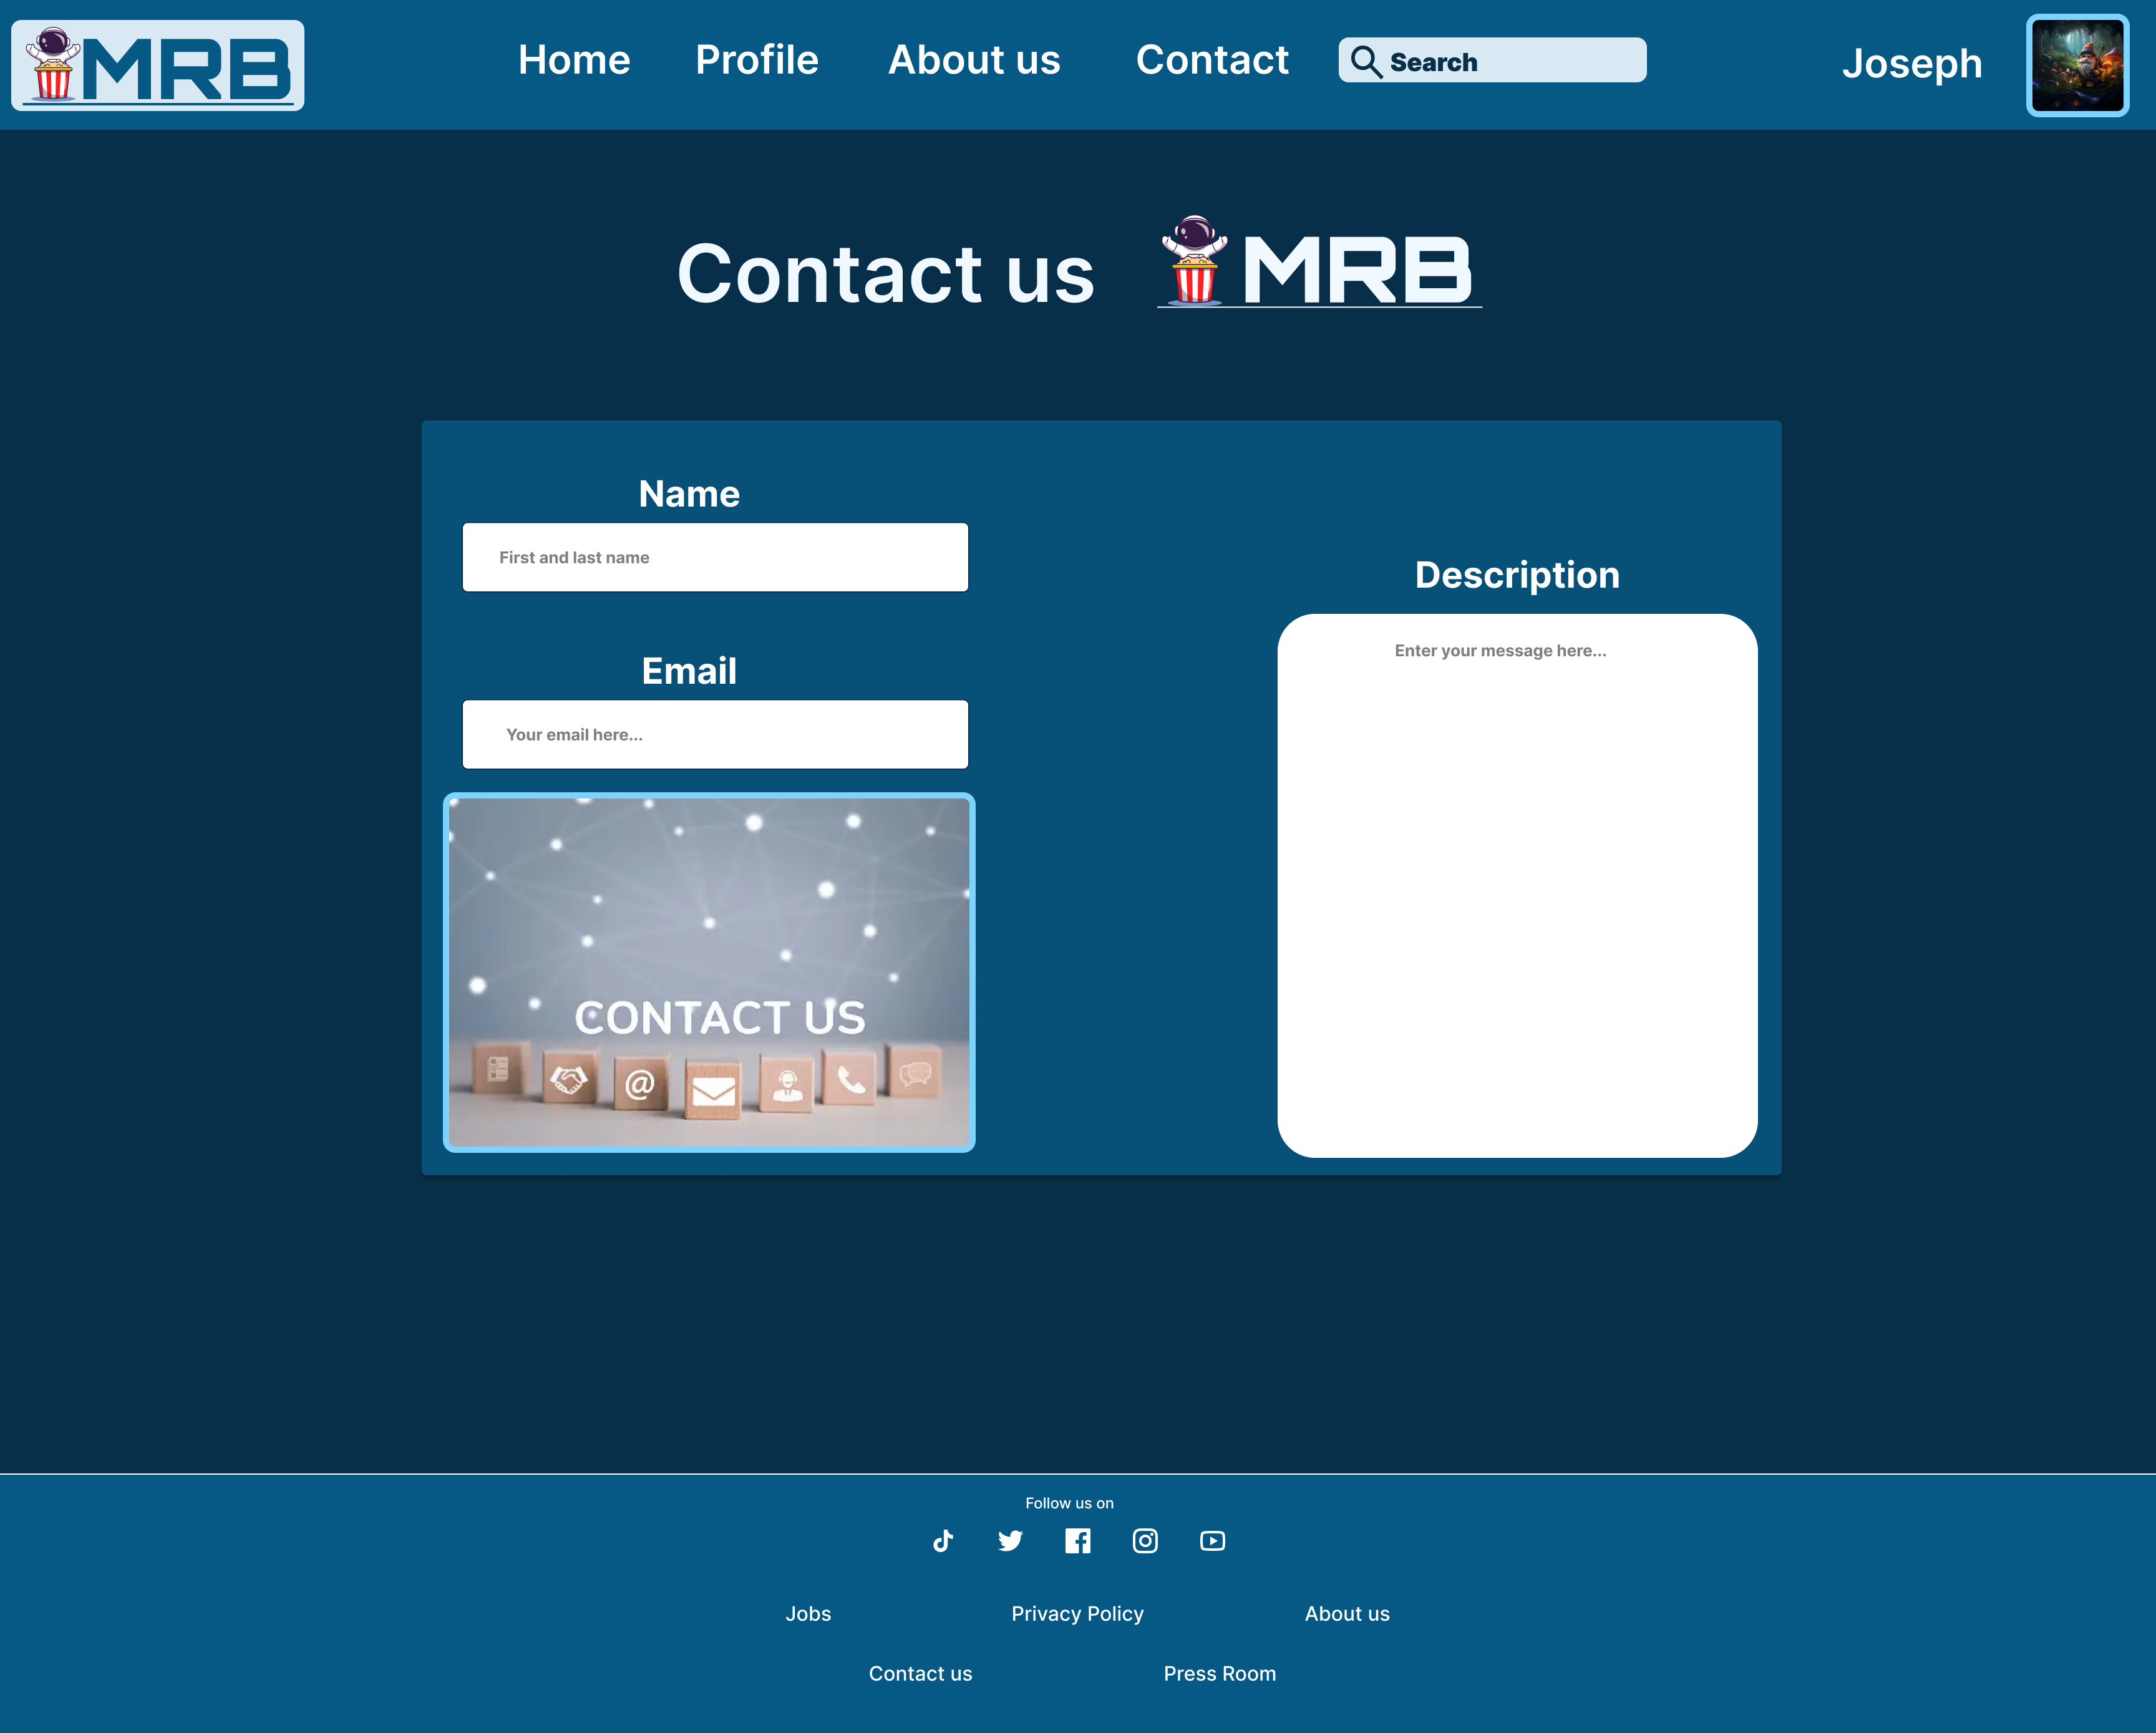 MRB
Home
Profile
About us
Contact
Search
Joseph
Contact us
MRB
Name
First and last name
Email
Your email here...
Description
Enter your message here...
CONTACT US
@
Follow us on
Jobs
Privacy Policy
About us
Contact us
Press Room